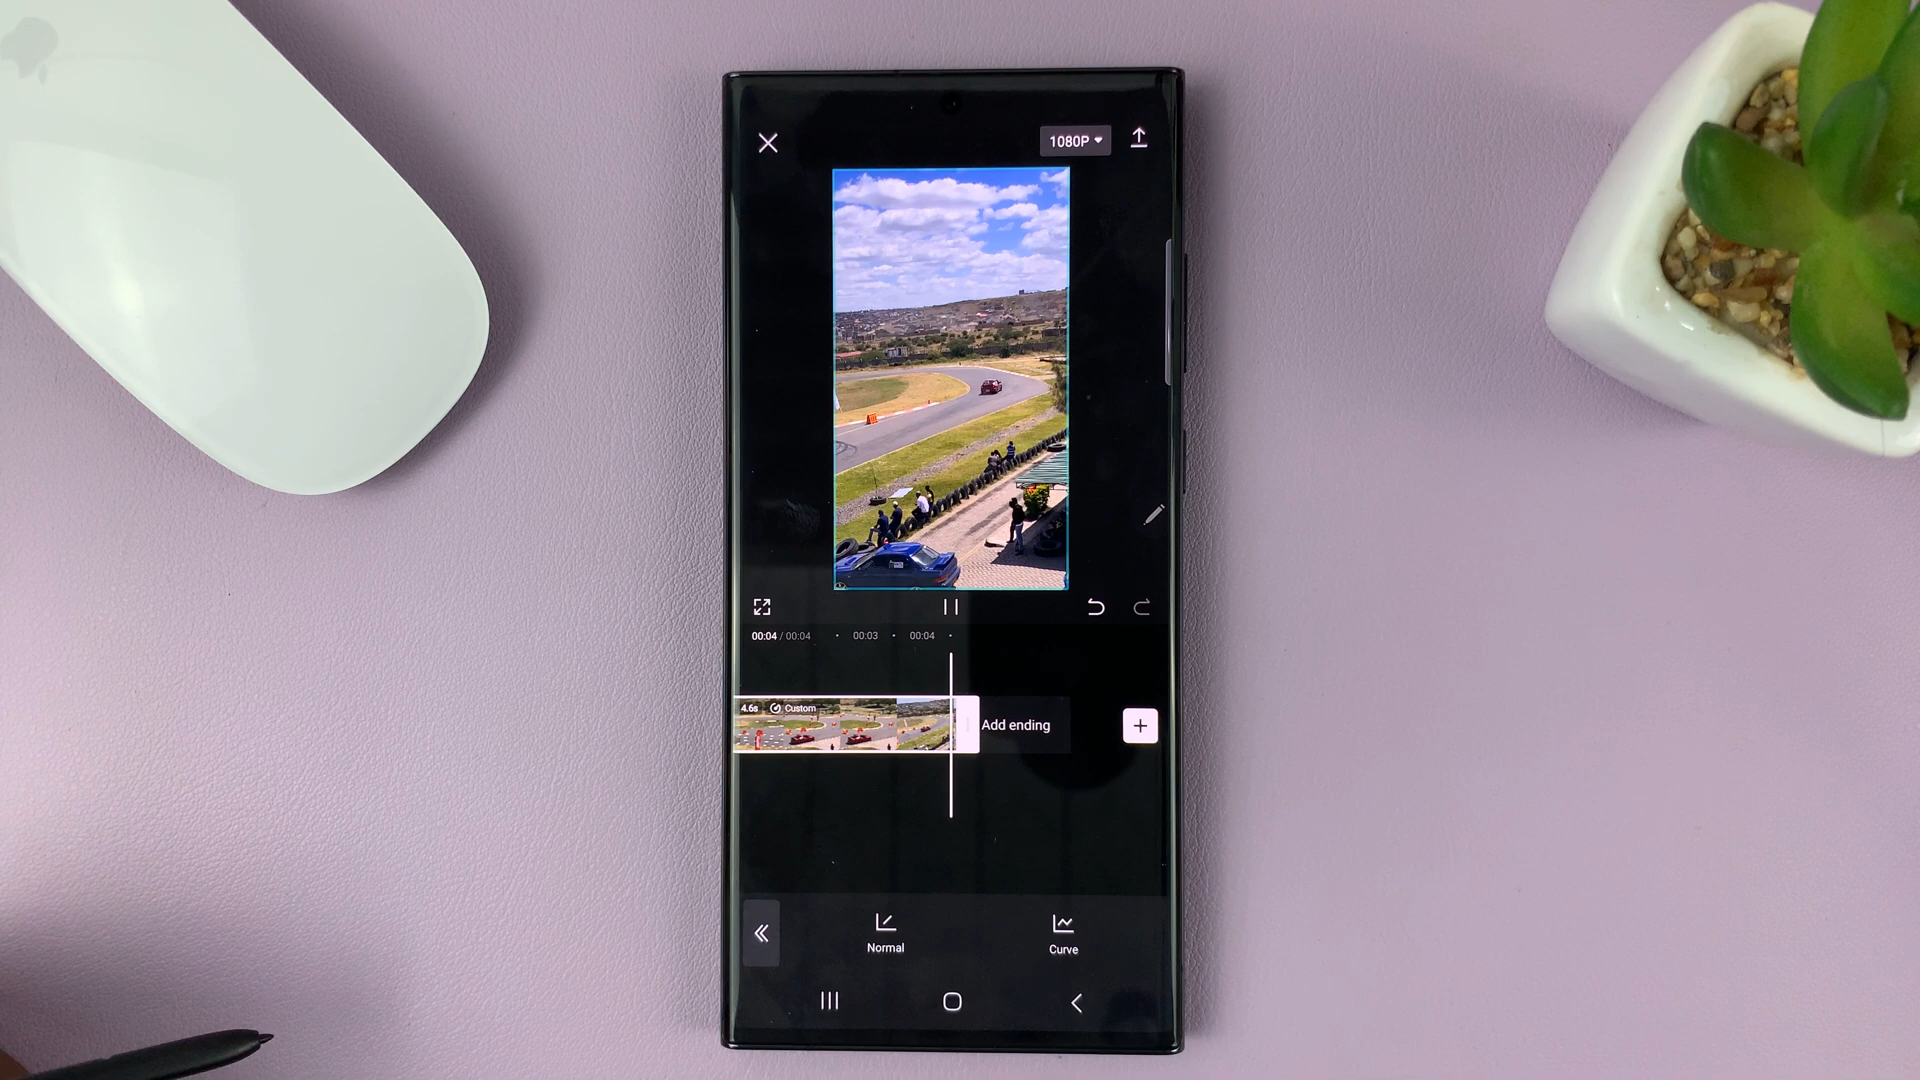 1080P
00:04 / 00:04
00:03
00:04
4.6s Custom
Add ending
Normal
Curve